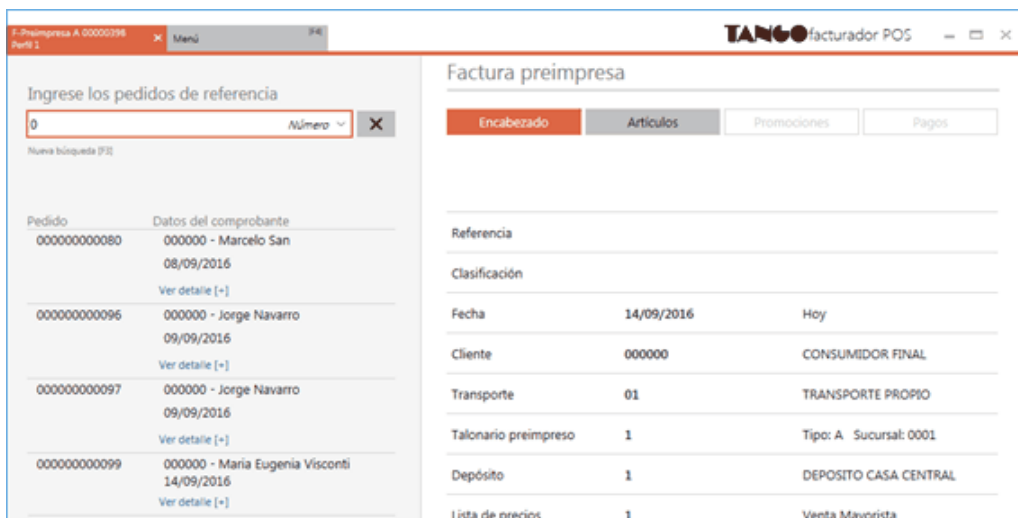 F-Preimpresa A 00000398
Perfil 1
Menú
[F4]
TANGO facturador POS
Ingrese los pedidos de referencia
0 Número
Nueva búsqueda [F3]
Pedido Datos del comprobante
000000000080 000000 - Marcelo San
08/09/2016
Ver detalle [+]
000000000096 000000 - Jorge Navarro
09/09/2016
Ver detalle [+]
000000000097 000000 - Jorge Navarro
09/09/2016
Ver detalle [+]
000000000099 000000 - Maria Eugenia Visconti
14/09/2016
Ver detalle [+]
Factura preimpresa
Encabezado Artículos Promociones Pagos
Referencia
Clasificación
Fecha 14/09/2016 Hoy
Cliente 000000 CONSUMIDOR FINAL
Transporte 01 TRANSPORTE PROPIO
Talonario preimpreso 1 Tipo: A Sucursal: 0001
Depósito 1 DEPOSITO CASA CENTRAL
Lista de precios 1 Venta Mayorista